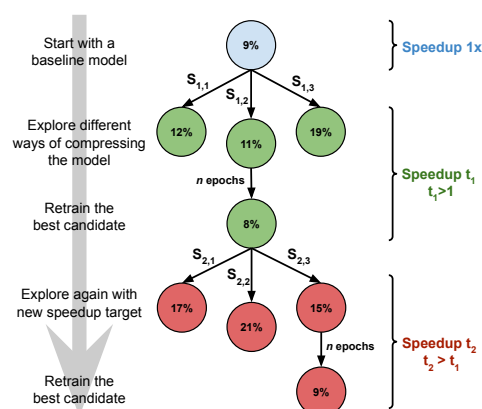 Start with a
baseline model
9%
Speedup 1x
S1,1
S1,2
S1,3
Explore different
ways of compressing
the model
12%
11%
19%
Speedup t1
t1>1
n epochs
Retrain the
best candidate
8%
S2,1
S2,2
S2,3
Explore again with
new speedup target
17%
21%
15%
Speedup t2
t2 > t1
n epochs
Retrain the
best candidate
9%